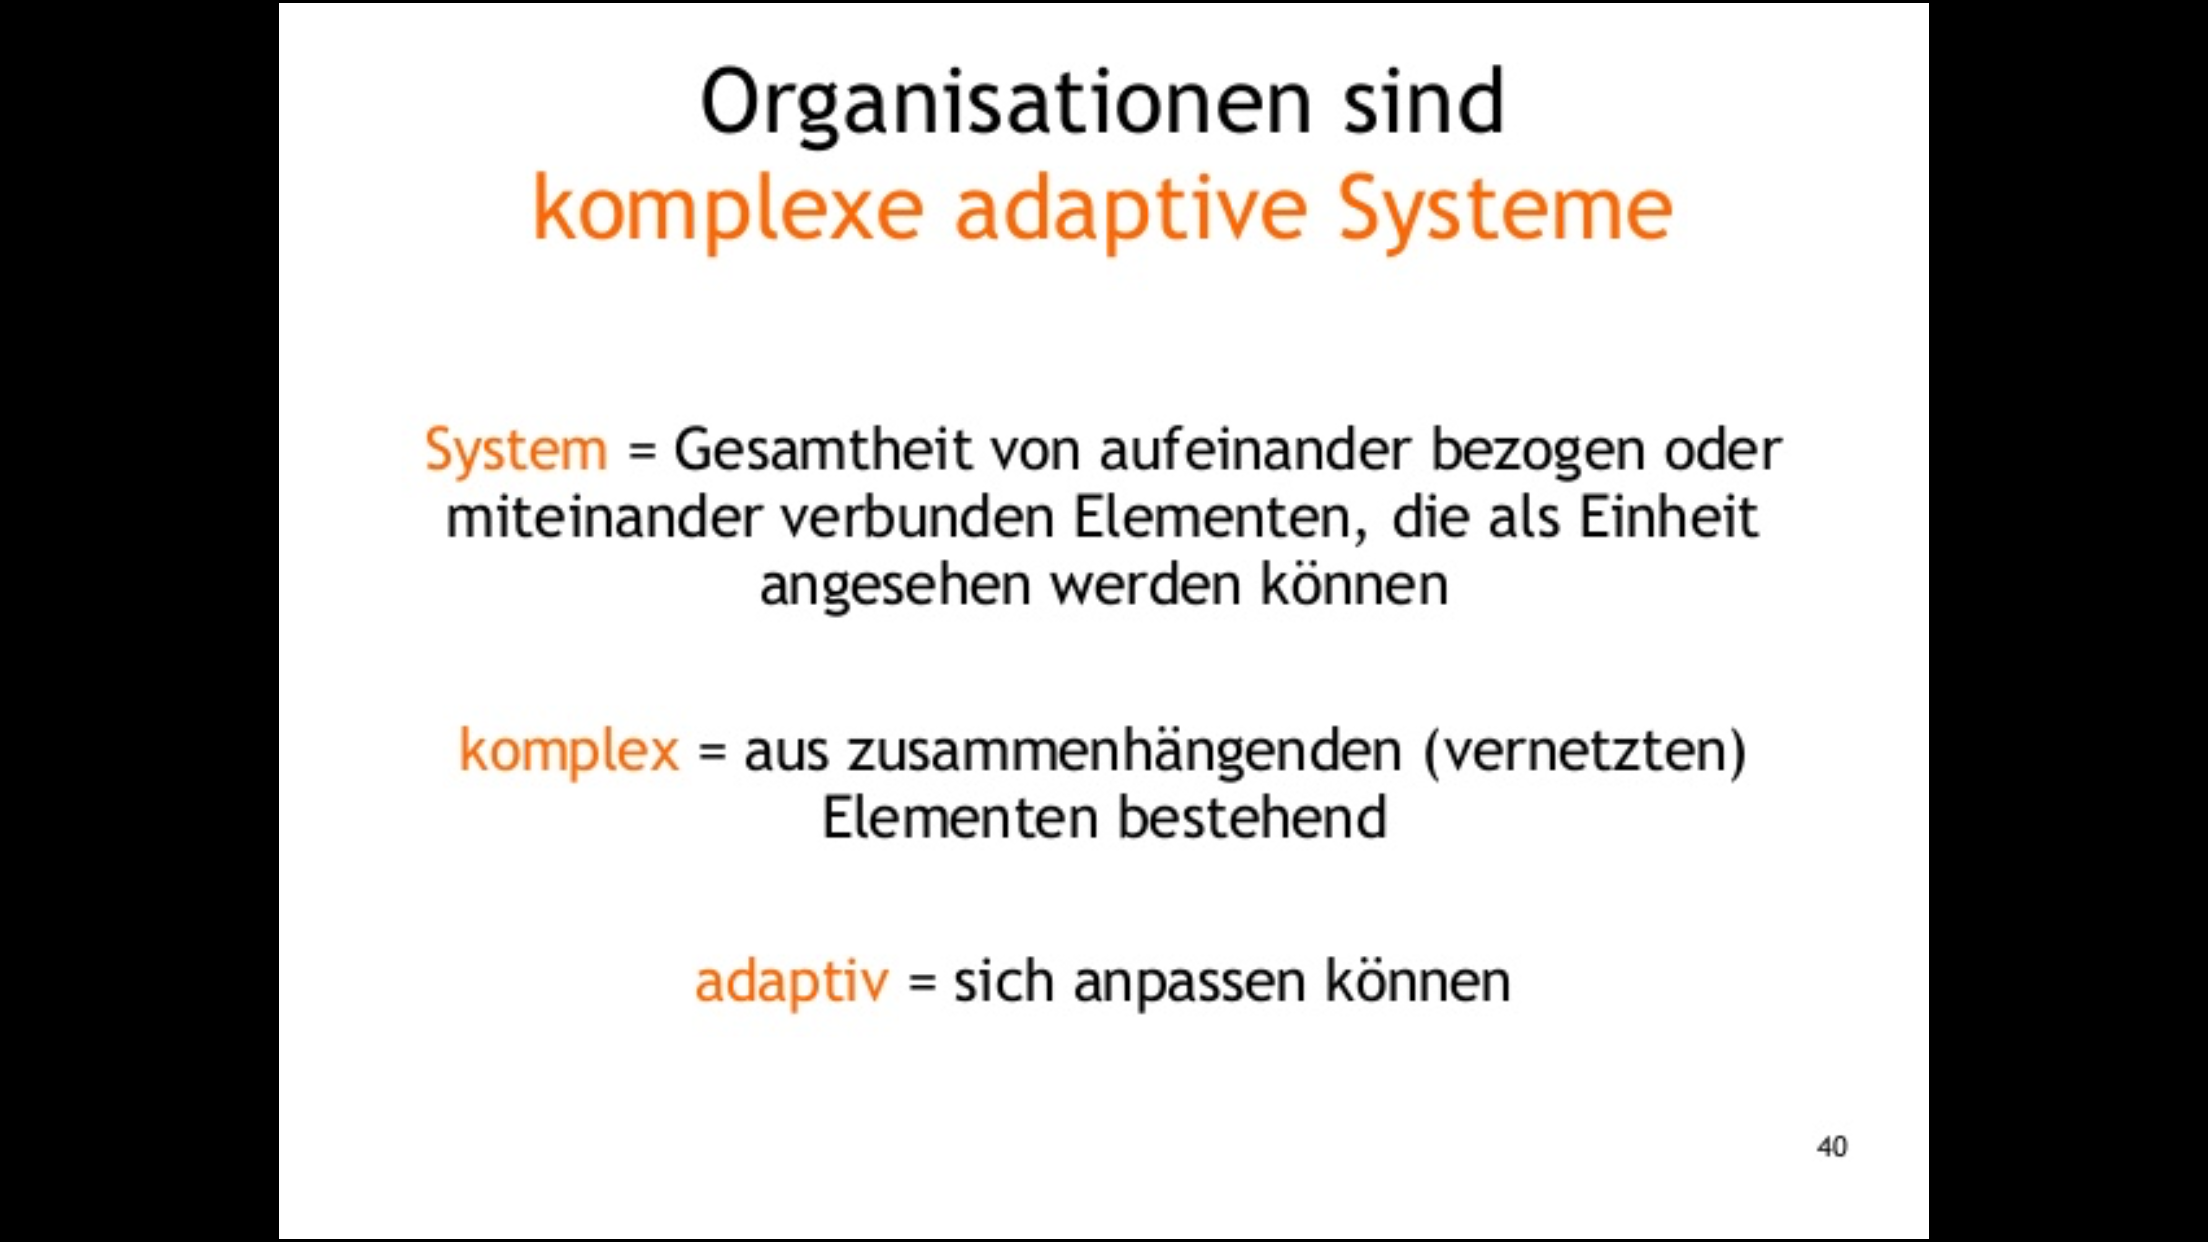 Organisationen sind
komplexe adaptive Systeme
System = Gesamtheit von aufeinander bezogen oder
miteinander verbunden Elementen, die als Einheit
angesehen werden können
komplex = aus zusammenhängenden (vernetzten)
Elementen bestehend
adaptiv = sich anpassen können
40